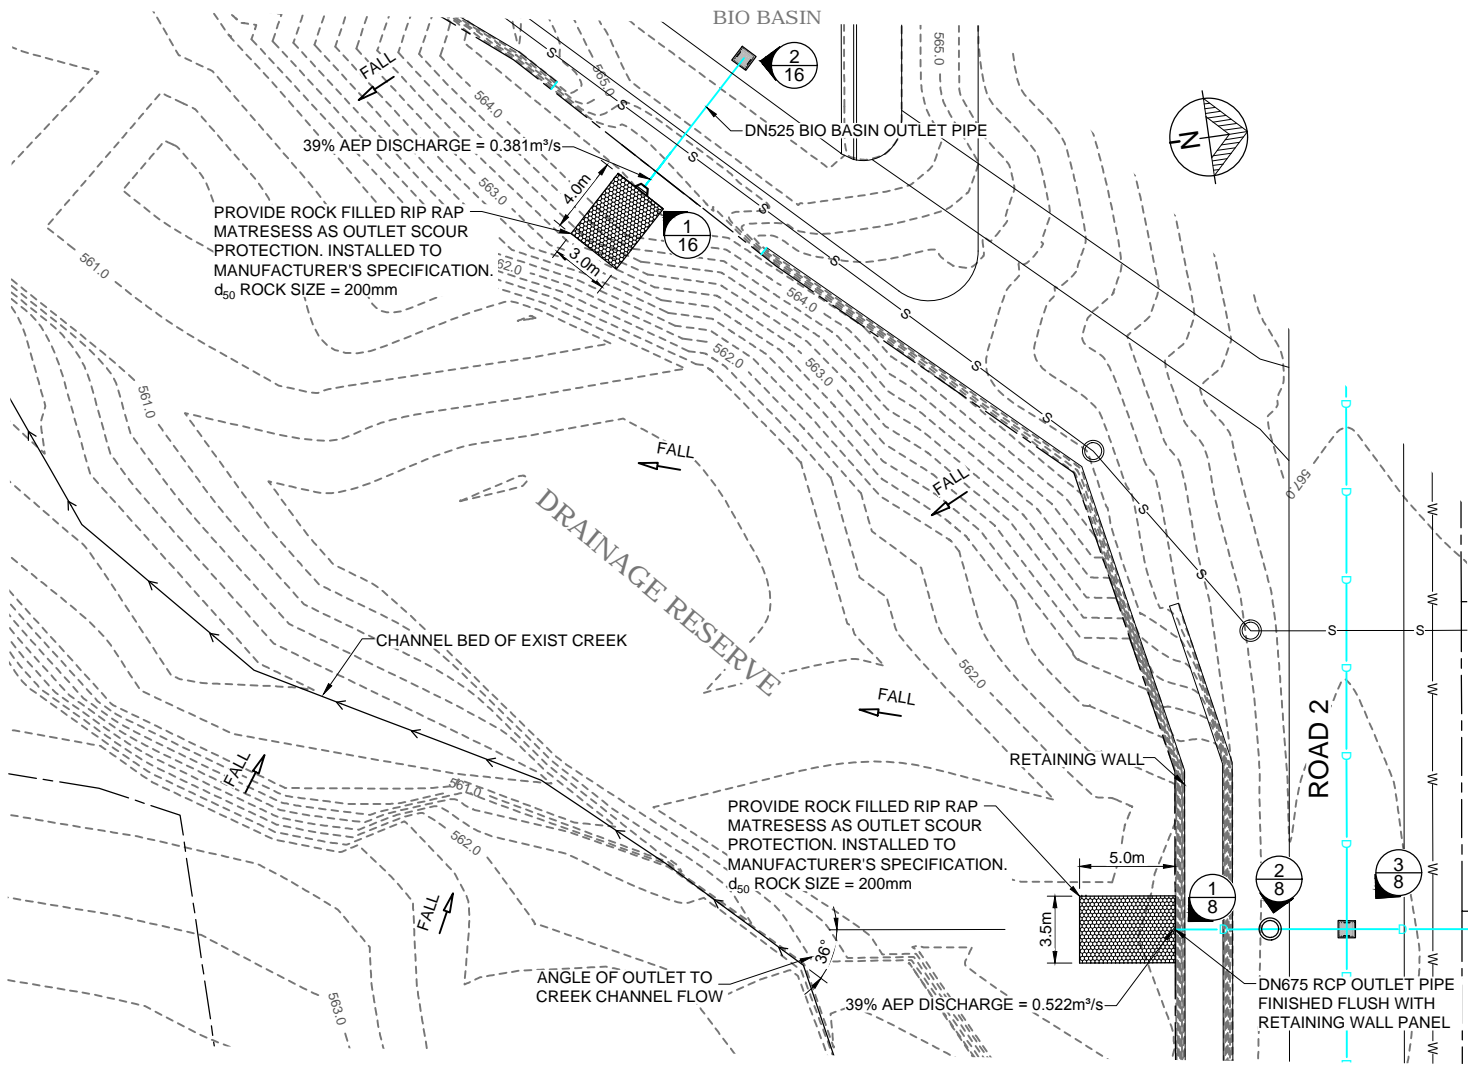 BIO BASIN
FALL
S
565.0
565.0
2
16
564.0
DN525 BIO BASIN OUTLET PIPE
39% AEP DISCHARGE = 0.381m³/s
S
S
N
563.0
4.0m
PROVIDE ROCK FILLED RIP RAP
MATRESESS AS OUTLET SCOUR
PROTECTION. INSTALLED TO
MANUFACTURER'S SPECIFICATION.
d50 ROCK SIZE = 200mm
3.0m
1
16
S
561.0
562.0
S
564.0
S
562.0
563.0
S
561.0
S
FALL
FALL
567.0
S
DRAINAGE RESERVE
W
S
W
S
S
CHANNEL BED OF EXIST CREEK
562.0
FALL
W
ROAD 2
RETAINING WALL
FALL
561.0
W
562.0
PROVIDE ROCK FILLED RIP RAP
MATRESESS AS OUTLET SCOUR
PROTECTION. INSTALLED TO
MANUFACTURER'S SPECIFICATION.
d50 ROCK SIZE = 200mm
5.0m
1
8
2
8
3
8
W
FALL
3.5m
36°
W
ANGLE OF OUTLET TO
CREEK CHANNEL FLOW
563.0
39% AEP DISCHARGE = 0.522m³/s
DN675 RCP OUTLET PIPE
FINISHED FLUSH WITH
RETAINING WALL PANEL
W